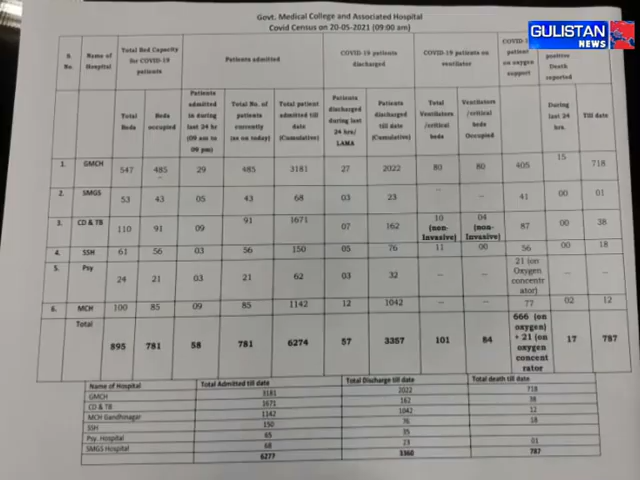 GULISTAN
NEWS
Govt. Medical College and Associated Hospital
Covid Census on 20-05-2021 (09:00 am)
S. No. Name of Hospital Total Bed Capacity for COVID-19 patients Patients admitted COVID-19 patients discharged COVID-19 patients on ventilator COVID-19 patient on oxygen support positive Death reported
Total Beds Beds occupied Patients admitted in during last 24 hr (09 am to 09 pm) Total No. of patients currently (as on today) Total patient admitted till date (Cumulative) Patients discharged during last 24 hrs/ LAMA Patients discharged till date (Cumulative) Total Ventilators /critical beds Ventilators /critical beds Occupied During last 24 hrs. Till date
1. GMCH 547 485 29 485 3181 27 2022 80 80 405 15 718
2. SMGS 53 43 05 43 68 03 23 -- -- 41 00 01
3. CD & TB 110 91 09 91 1671 07 162 10 (non-Invasive) 04 (non-Invasive) 87 00 38
4. SSH 61 56 03 56 150 05 76 11 00 56 00 18
5. Psy 24 21 03 21 62 03 32 -- -- 21 (on Oxygen concentrator) -- --
6. MCH 100 85 09 85 1142 12 1042 -- -- 77 02 12
Total 895 781 58 781 6274 57 3357 101 84 666 (on oxygen) + 21 (on oxygen concentrator 17 787
Name of Hospital Total Admitted till date Total Discharge till date Total death till date
GMCH 3181 2022 718
CD & TB 1671 162 38
MCH Gandhinagar 1142 1042 12
SSH 150 76 18
Psy. Hospital 65 35
SMGS Hospital 68 23 01
6277 3360 787